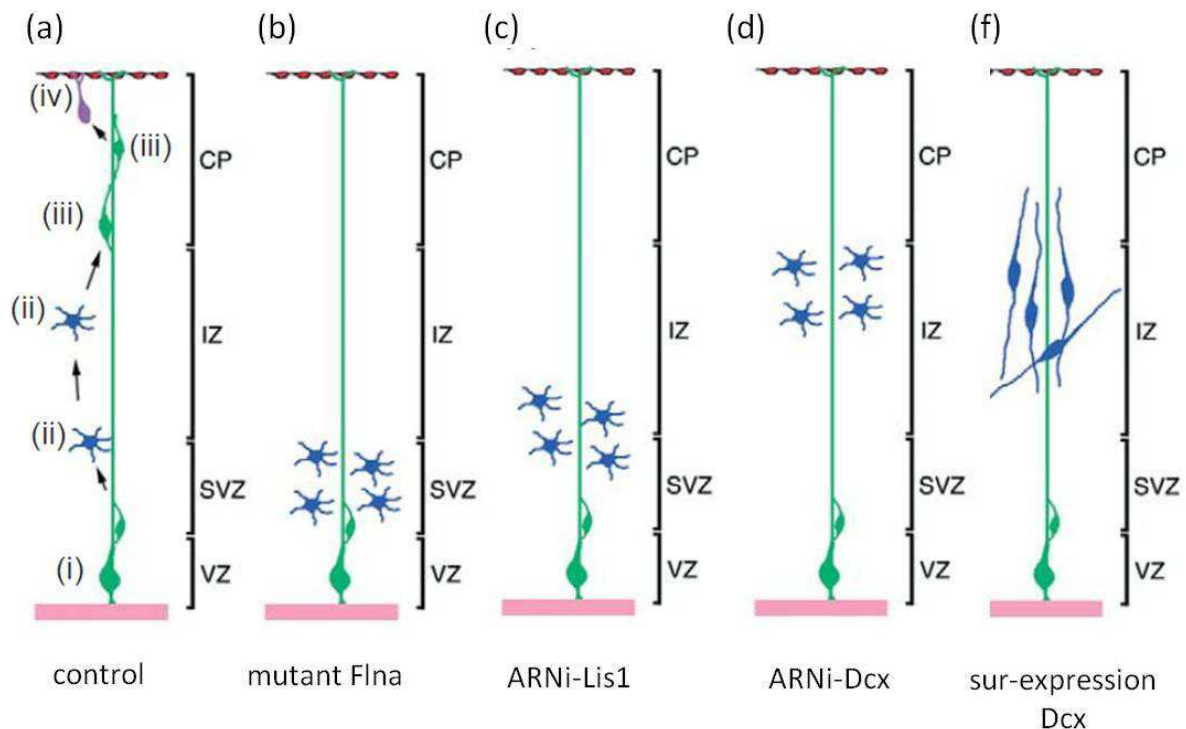 (a) (b) (c) (d) (f)
(iv)
(iii)
CP CP CP CP CP
(iii)
(ii)
IZ IZ IZ IZ IZ
(ii)
SVZ SVZ SVZ SVZ SVZ
(i)
VZ VZ VZ VZ VZ
control mutant Flna ARNi-Lis1 ARNi-Dcx sur-expression
Dcx